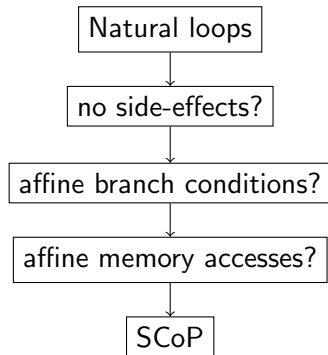 Natural loops
no side-effects?
affine branch conditions?
affine memory accesses?
SCoP